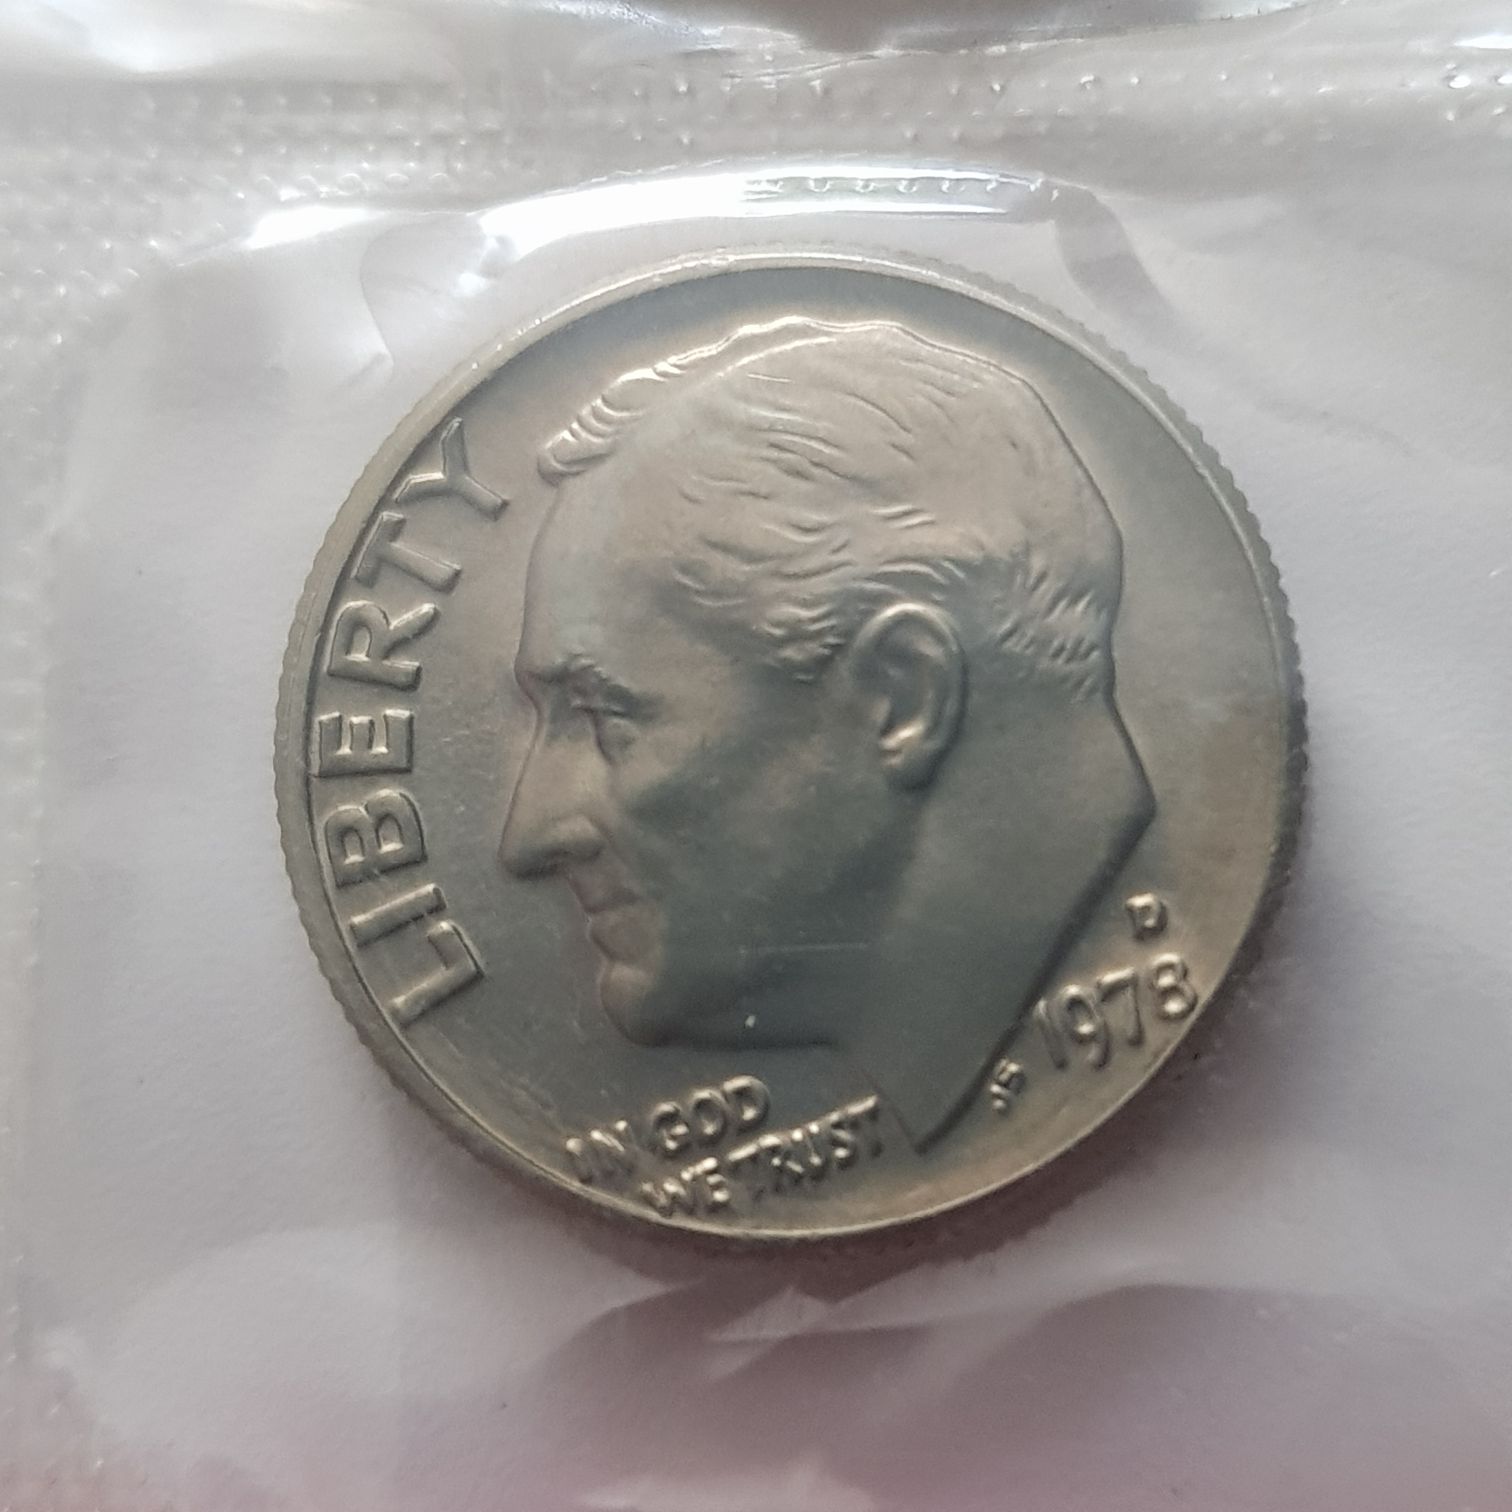 LIBERTY
D
1978
JS
IN GOD
WE TRUST